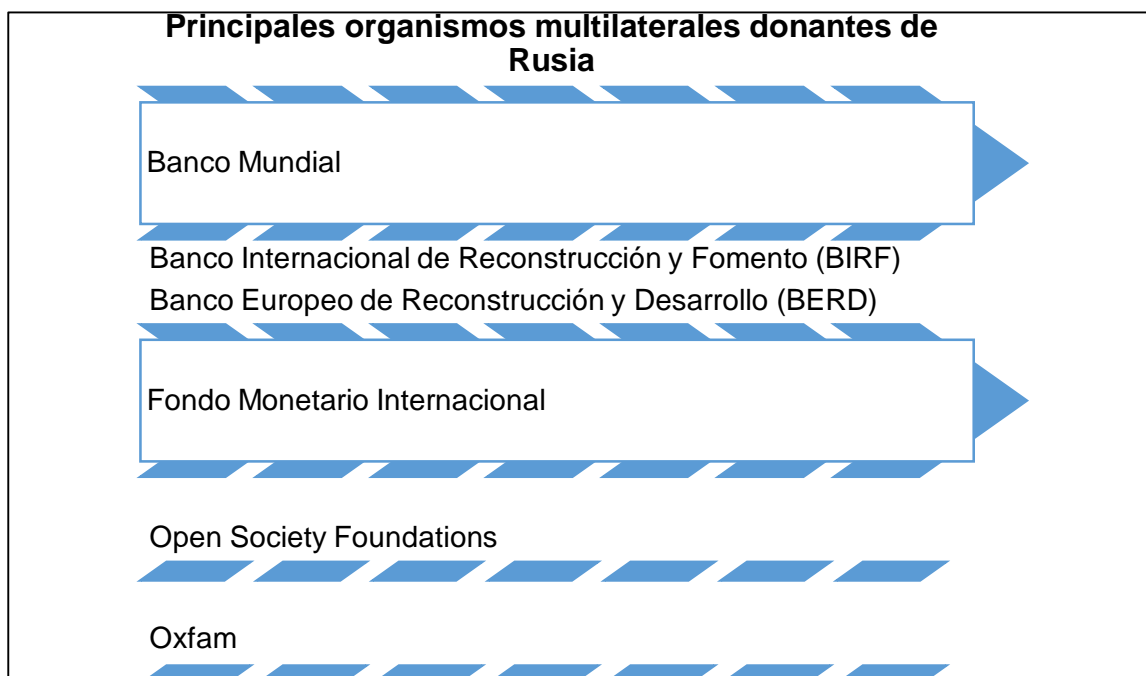 Principales organismos multilaterales donantes de
Rusia
Banco Mundial
Banco Internacional de Reconstrucción y Fomento (BIRF)
Banco Europeo de Reconstrucción y Desarrollo (BERD)
Fondo Monetario Internacional
Open Society Foundations
Oxfam